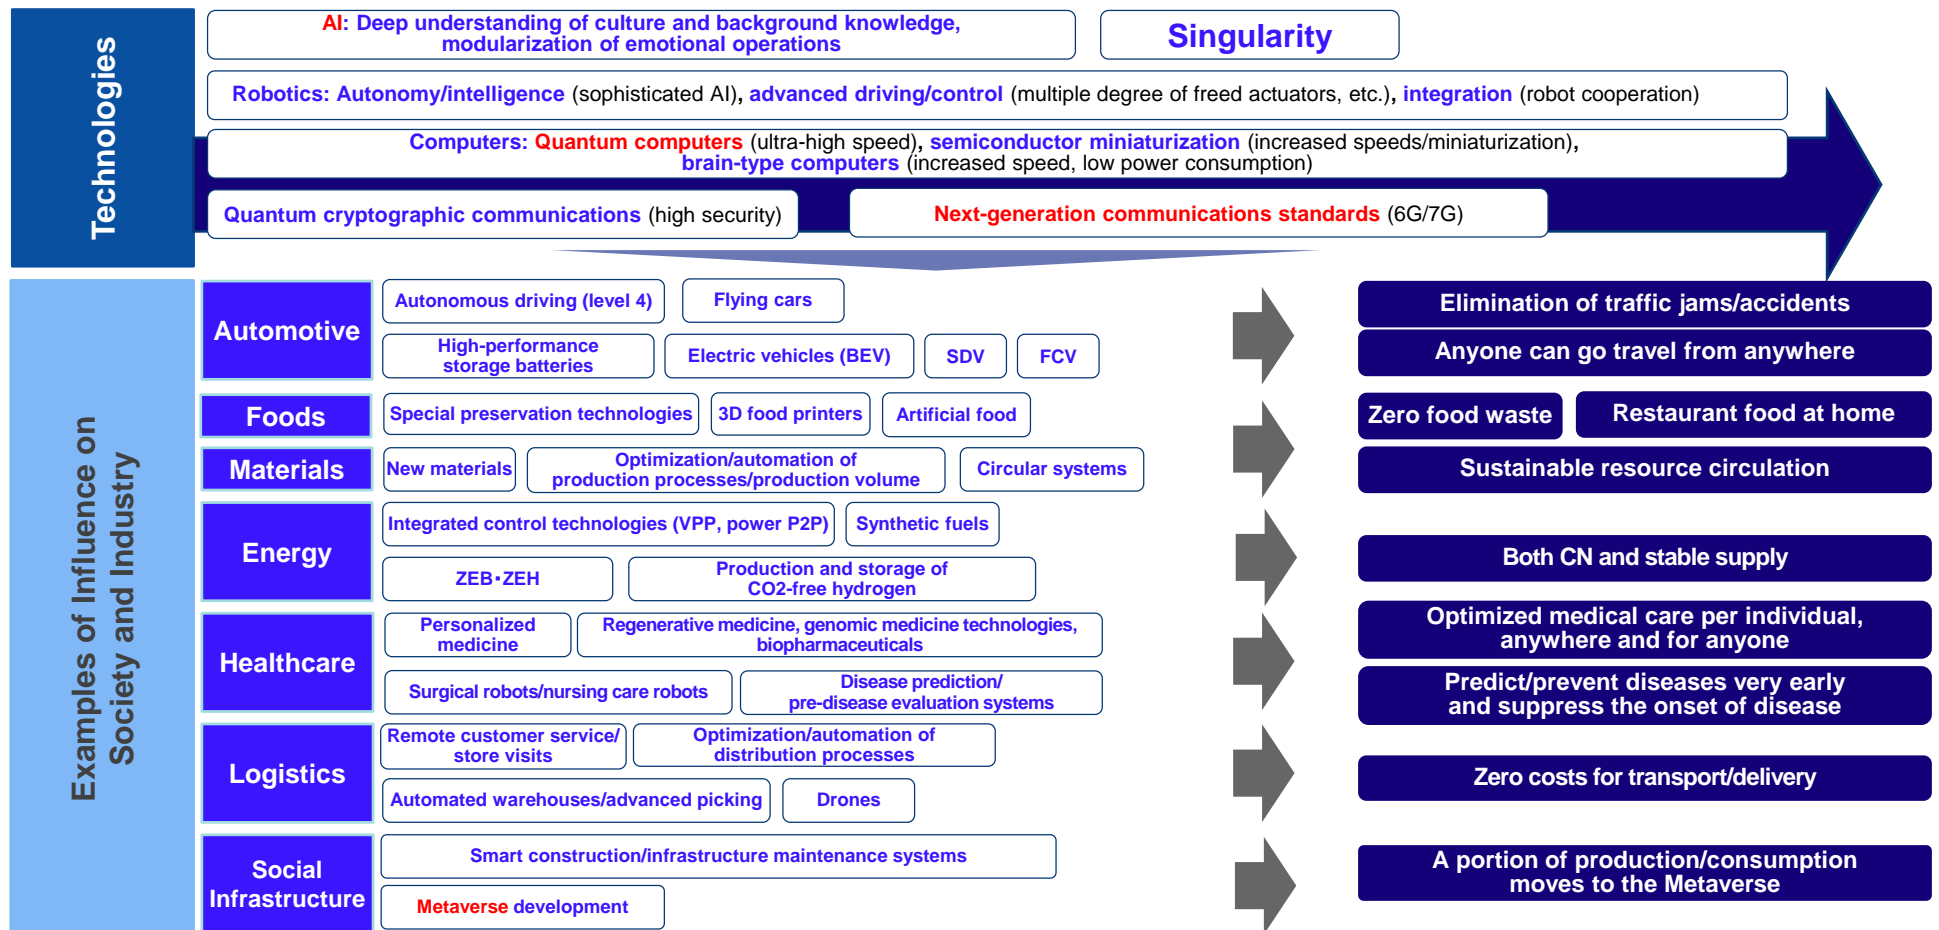 Technologies
AI: Deep understanding of culture and background knowledge,
modularization of emotional operations
Singularity
Robotics: Autonomy/intelligence (sophisticated AI), advanced driving/control (multiple degree of freed actuators, etc.), integration (robot cooperation)
Computers: Quantum computers (ultra-high speed), semiconductor miniaturization (increased speeds/miniaturization),
brain-type computers (increased speed, low power consumption)
Quantum cryptographic communications (high security)
Next-generation communications standards (6G/7G)
Examples of Influence on
Society and Industry
Automotive
Autonomous driving (level 4)
Flying cars
High-performance
storage batteries
Electric vehicles (BEV)
SDV
FCV
Elimination of traffic jams/accidents
Anyone can go travel from anywhere
Foods
Special preservation technologies
3D food printers
Artificial food
Zero food waste
Restaurant food at home
Materials
New materials
Optimization/automation of
production processes/production volume
Circular systems
Sustainable resource circulation
Energy
Integrated control technologies (VPP, power P2P)
Synthetic fuels
ZEB・ZEH
Production and storage of
CO2-free hydrogen
Both CN and stable supply
Healthcare
Personalized
medicine
Regenerative medicine, genomic medicine technologies,
biopharmaceuticals
Surgical robots/nursing care robots
Disease prediction/
pre-disease evaluation systems
Optimized medical care per individual,
anywhere and for anyone
Predict/prevent diseases very early
and suppress the onset of disease
Logistics
Remote customer service/
store visits
Optimization/automation of
distribution processes
Automated warehouses/advanced picking
Drones
Zero costs for transport/delivery
Social
Infrastructure
Smart construction/infrastructure maintenance systems
Metaverse development
A portion of production/consumption
moves to the Metaverse